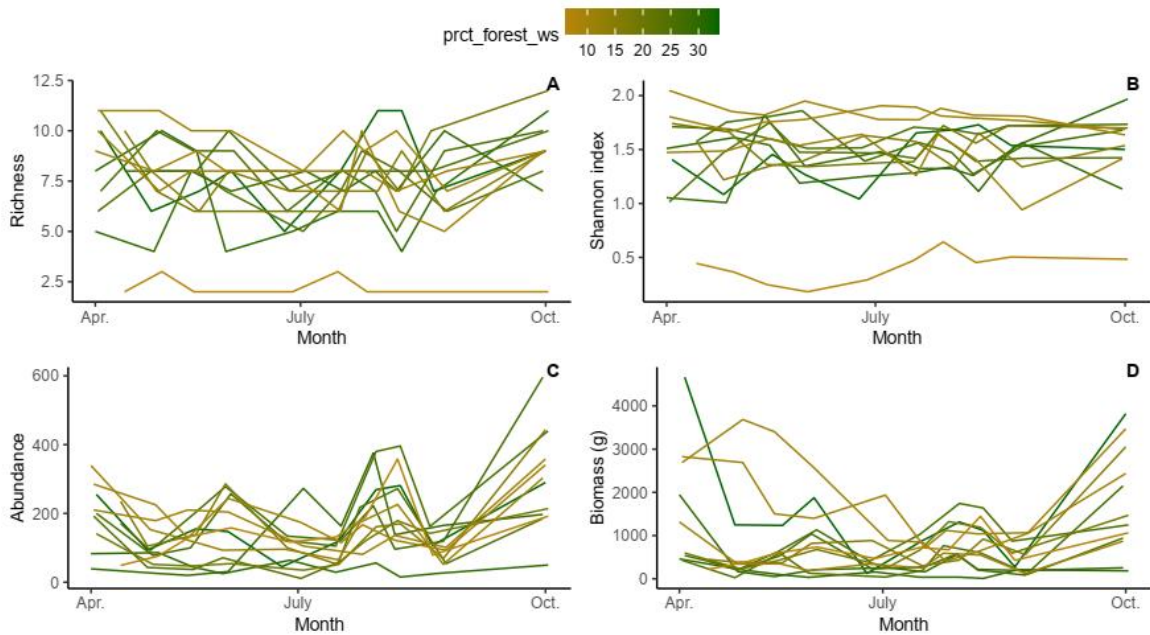 prct_forest_ws
10 15 20 25 30
A
12.5
10.0
7.5
5.0
2.5
Richness
Apr. July Oct.
Month
B
2.0
1.5
1.0
0.5
Shannon index
Apr. July Oct.
Month
C
600
400
200
0
Abundance
Apr. July Oct.
Month
D
4000
3000
2000
1000
0
Biomass (g)
Apr. July Oct.
Month